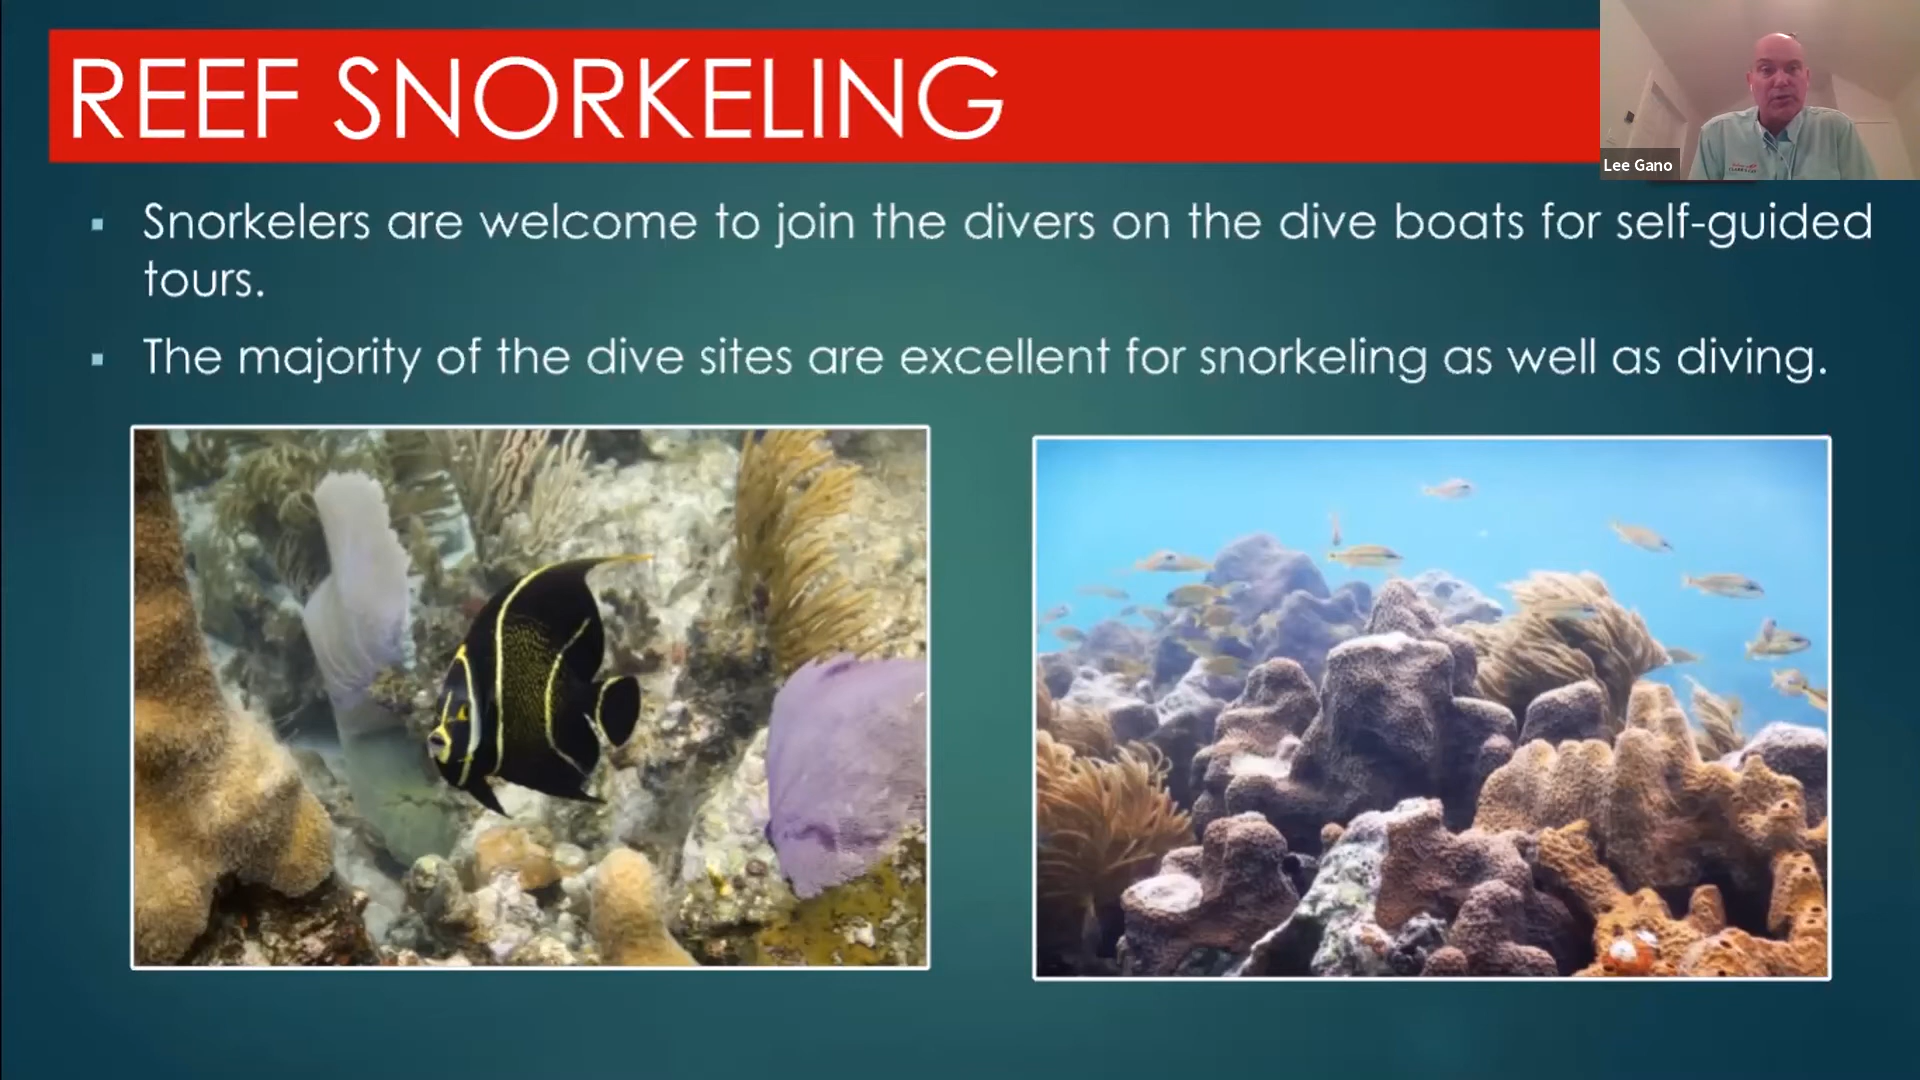 REEF SNORKELING
Lee Gano
Snorkelers are welcome to join the divers on the dive boats for self-guided
tours.
The majority of the dive sites are excellent for snorkeling as well as diving.